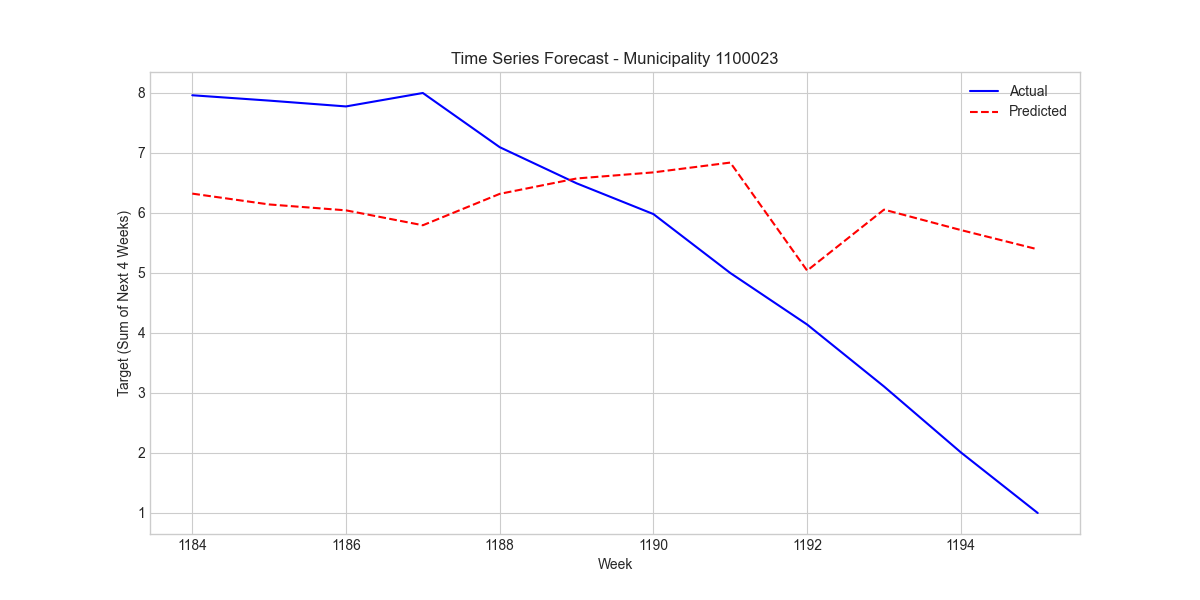 Time Series Forecast - Municipality 1100023
Actual
Predicted
Target (Sum of Next 4 Weeks)
8
7
6
5
4
3
2
1
1184
1186
1188
1190
1192
1194
Week